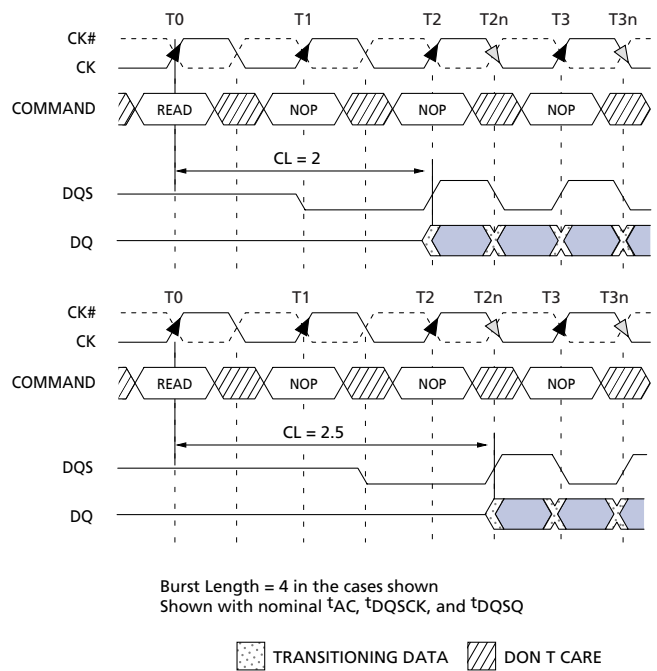 T0 T1 T2 T2n T3 T3n
CK#
CK
COMMAND READ NOP NOP NOP
CL = 2
DQS
DQ
T0 T1 T2 T2n T3 T3n
CK#
CK
COMMAND READ NOP NOP NOP
CL = 2.5
DQS
DQ
Burst Length = 4 in the cases shown
Shown with nominal tAC, tDQSCK, and tDQSQ
TRANSITIONING DATA DON T CARE